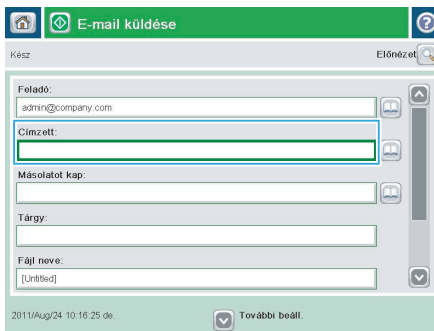 E-mail küldése
Kész
Előnézet
Feladó:
admin@company.com
Címzett:
Másolatot kap:
Tárgy:
Fájl neve:
[Untitled]
2011/Aug/24 10:16:25 de.
További beáll.